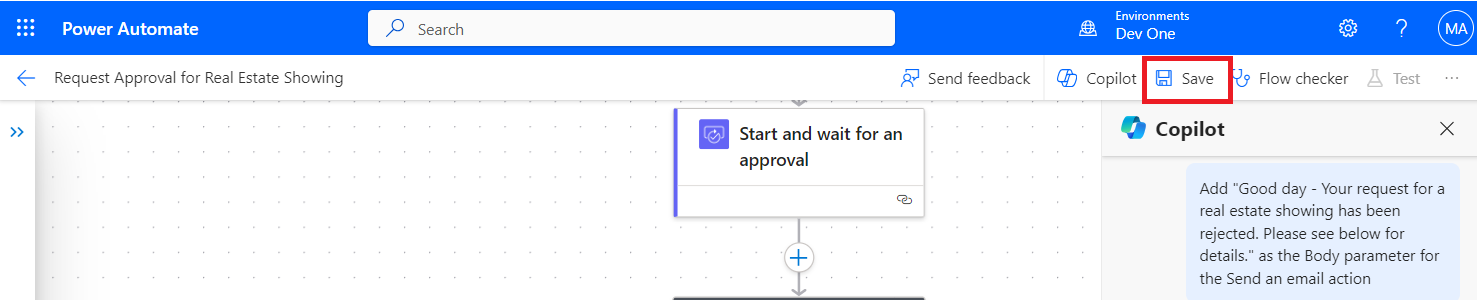 Power Automate
Search
Environments
Dev One
MA
Request Approval for Real Estate Showing
Send feedback
Copilot
Save
Flow checker
Test
Start and wait for an
approval
Copilot
Add "Good day - Your request for a
real estate showing has been
rejected. Please see below for
details." as the Body parameter for
the Send an email action